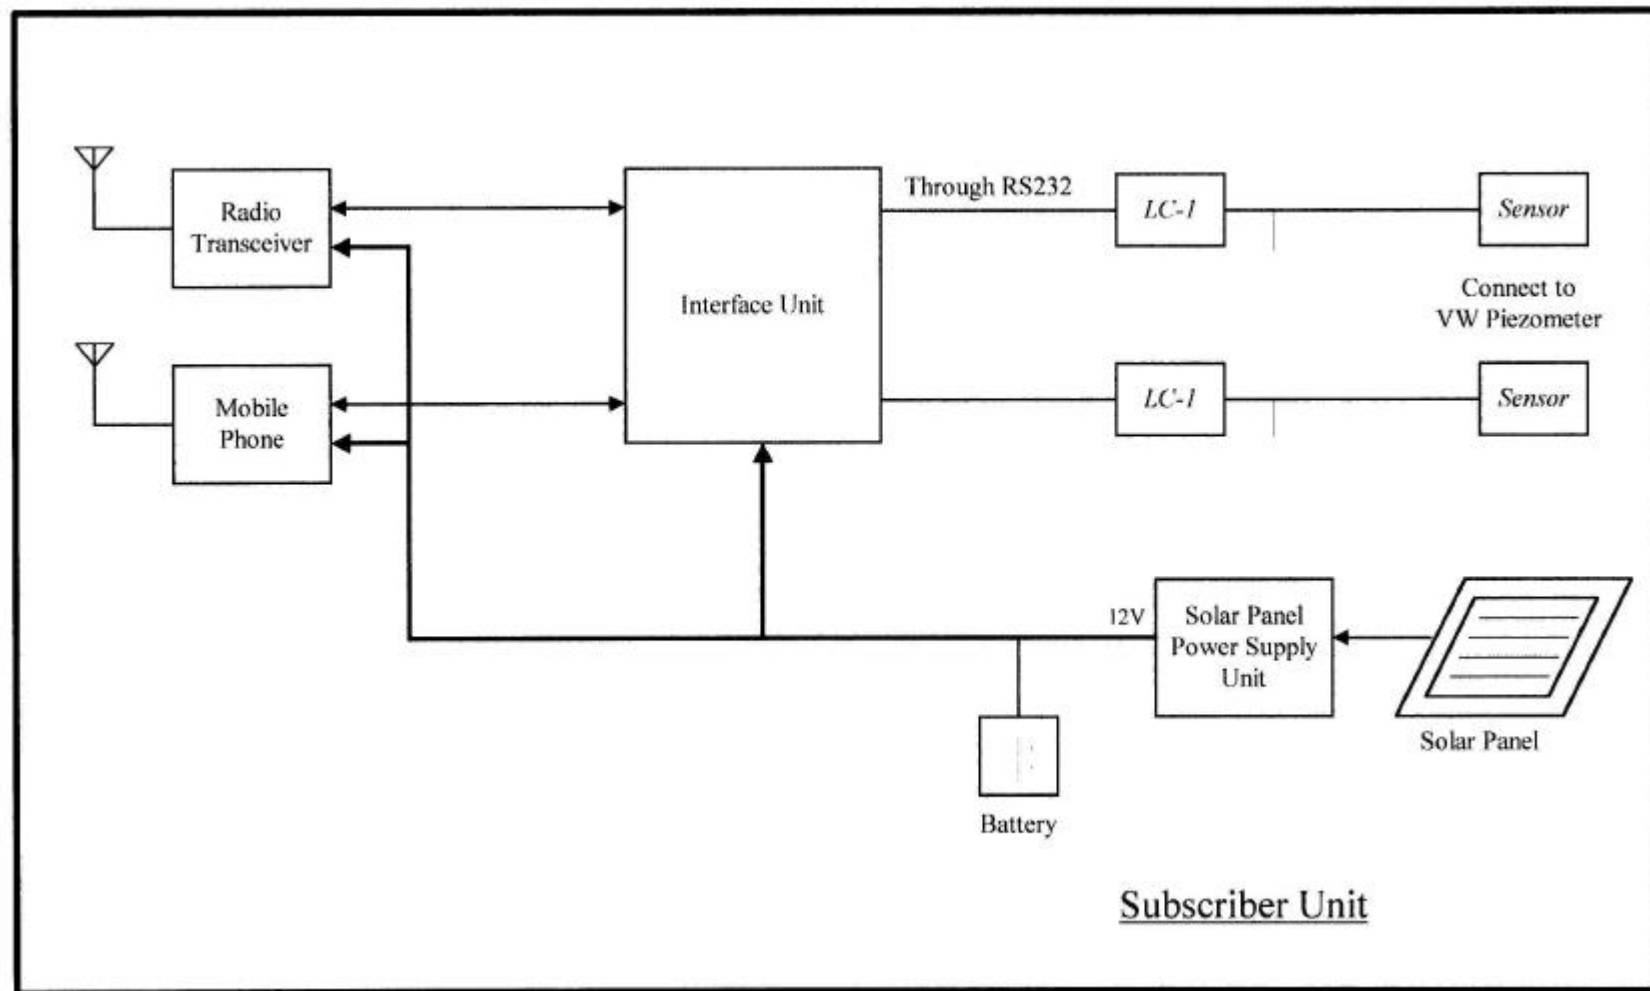 Radio
Transceiver
Interface Unit
Through RS232
LC-1
Sensor
Connect to
VW Piezometer
Mobile
Phone
LC-1
Sensor
12V
Solar Panel
Power Supply
Unit
Solar Panel
Battery
Subscriber Unit